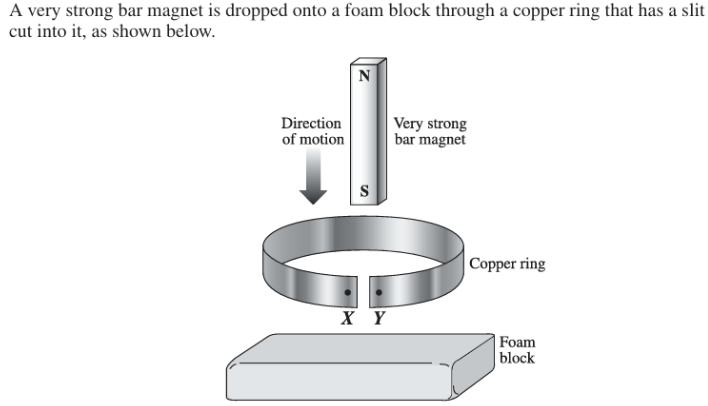 A very strong bar magnet is dropped onto a foam block through a copper ring that has a slit
cut into it, as shown below.
N
Direction
of motion
Very strong
bar magnet
S
Copper ring
X Y
Foam
block